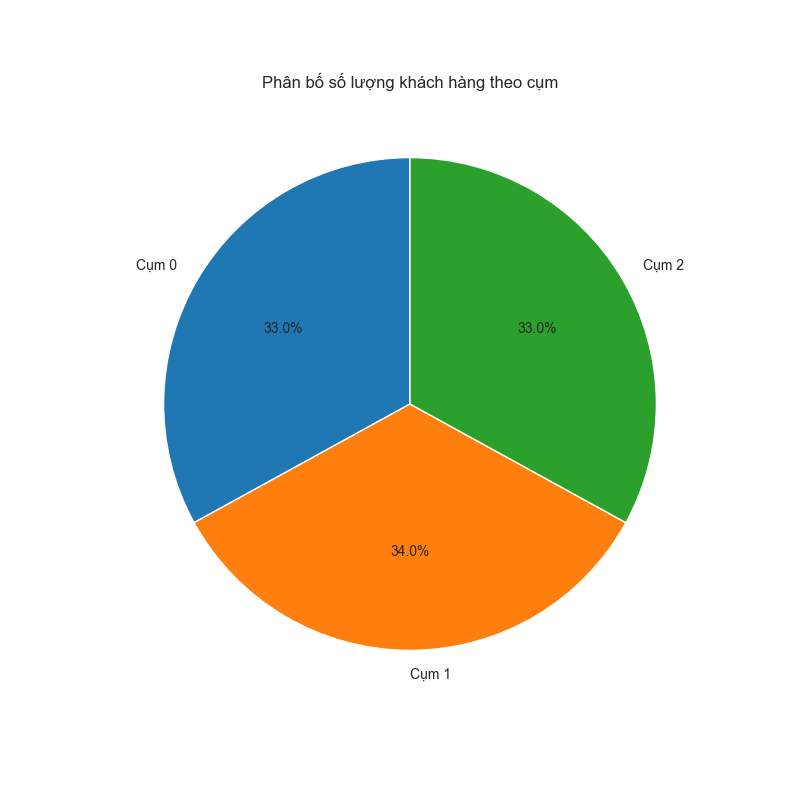 Phân bố số lượng khách hàng theo cụm
Cụm 0
Cụm 2
33.0%
33.0%
34.0%
Cụm 1